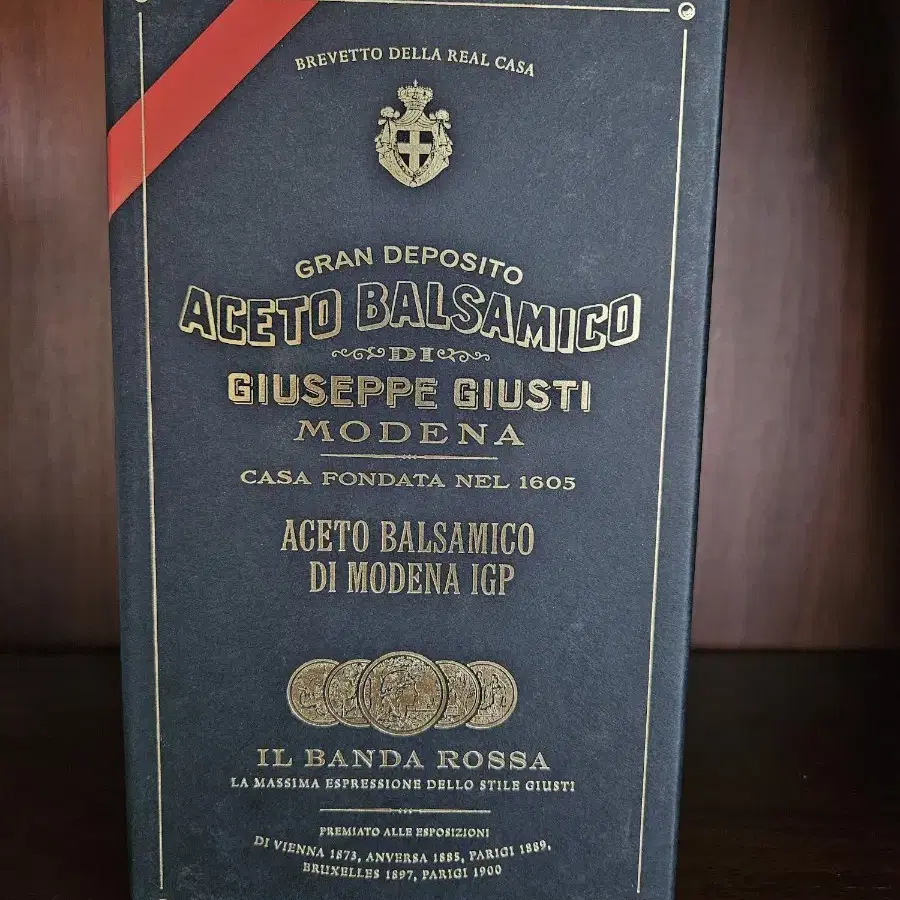 BREVETTO DELLA REAL CASA
GRAN DEPOSITO
ACETO BALSAMICO
DI
GIUSEPPE GIUSTI
MODENA
CASA FONDATA NEL 1605
ACETO BALSAMICO
DI MODENA IGP
IL BANDA ROSSA
LA MASSIMA ESPRESSIONE DELLO STILE GIUSTI
PREMIATO ALLE ESPOSIZIONI
DI VIENNA 1873, ANVERSA 1885, PARIGI 1889,
BRUXELLES 1897, PARIGI 1900